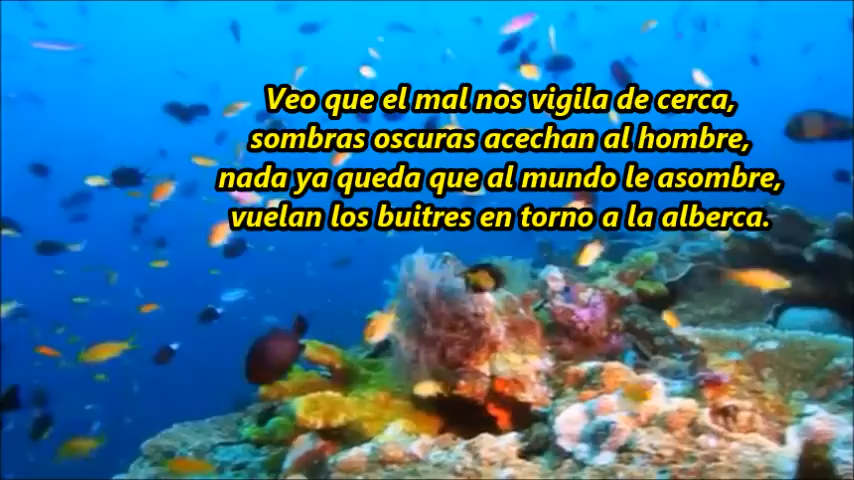 Veo que el mal nos vigila de cerca,
sombras oscuras acechan al hombre,
nada ya queda que al mundo le asombre,
vuelan los buitres en torno a la alberca.